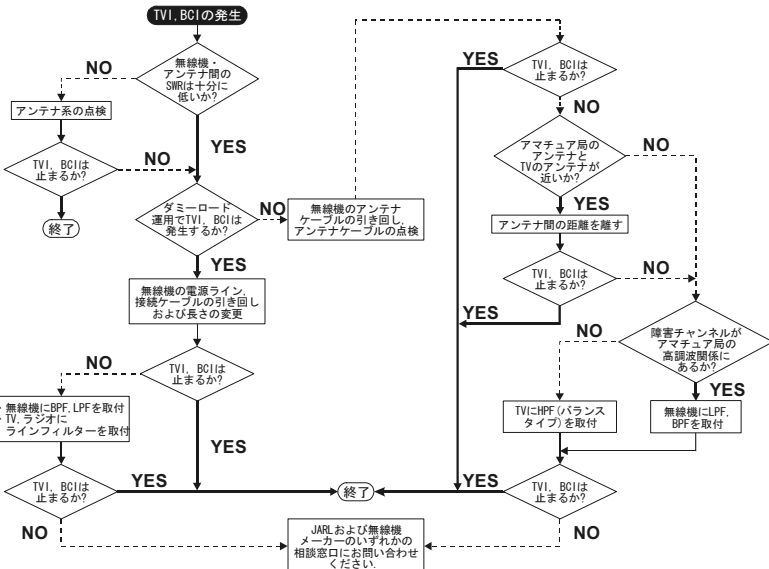 TVI, BCIの発生
無線機・
アンテナ間の
SWRは十分に
低いか?
NO
YES
アンテナ系の点検
TVI, BCIは
止まるか?
NO
終了
ダミーロード
運用でTVI, BCIは
発生するか?
NO
YES
無線機のアンテナ
ケーブルの引き回し,
アンテナケーブルの点検
無線機の電源ライン,
接続ケーブルの引き回し
および長さの変更
TVI, BCIは
止まるか?
NO
YES
・無線機にBPF, LPFを取付
・TV, ラジオに
ラインフィルターを取付
TVI, BCIは
止まるか?
YES
NO
終了
TVI, BCIは
止まるか?
YES
NO
アマチュア局の
アンテナと
TVのアンテナが
近いか?
NO
YES
アンテナ間の距離を離す
TVI, BCIは
止まるか?
NO
YES
障害チャンネルが
アマチュア局の
高調波関係に
あるか?
NO
YES
TVにHPF(バランス
タイプ)を取付
無線機にLPF,
BPFを取付
TVI, BCIは
止まるか?
YES
NO
JARLおよび無線機
メーカーのいずれかの
相談窓口にお問い合わせ
ください.